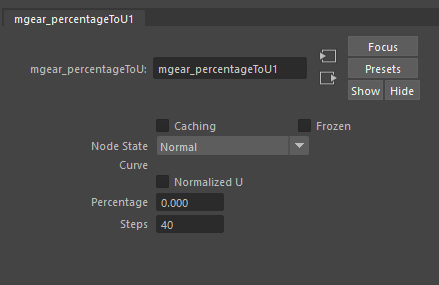 mgear_percentageToU1
Focus
mgear_percentageToU: mgear_percentageToU1
Presets
Show Hide
Caching Frozen
Node State Normal
Curve
Normalized U
Percentage 0.000
Steps 40